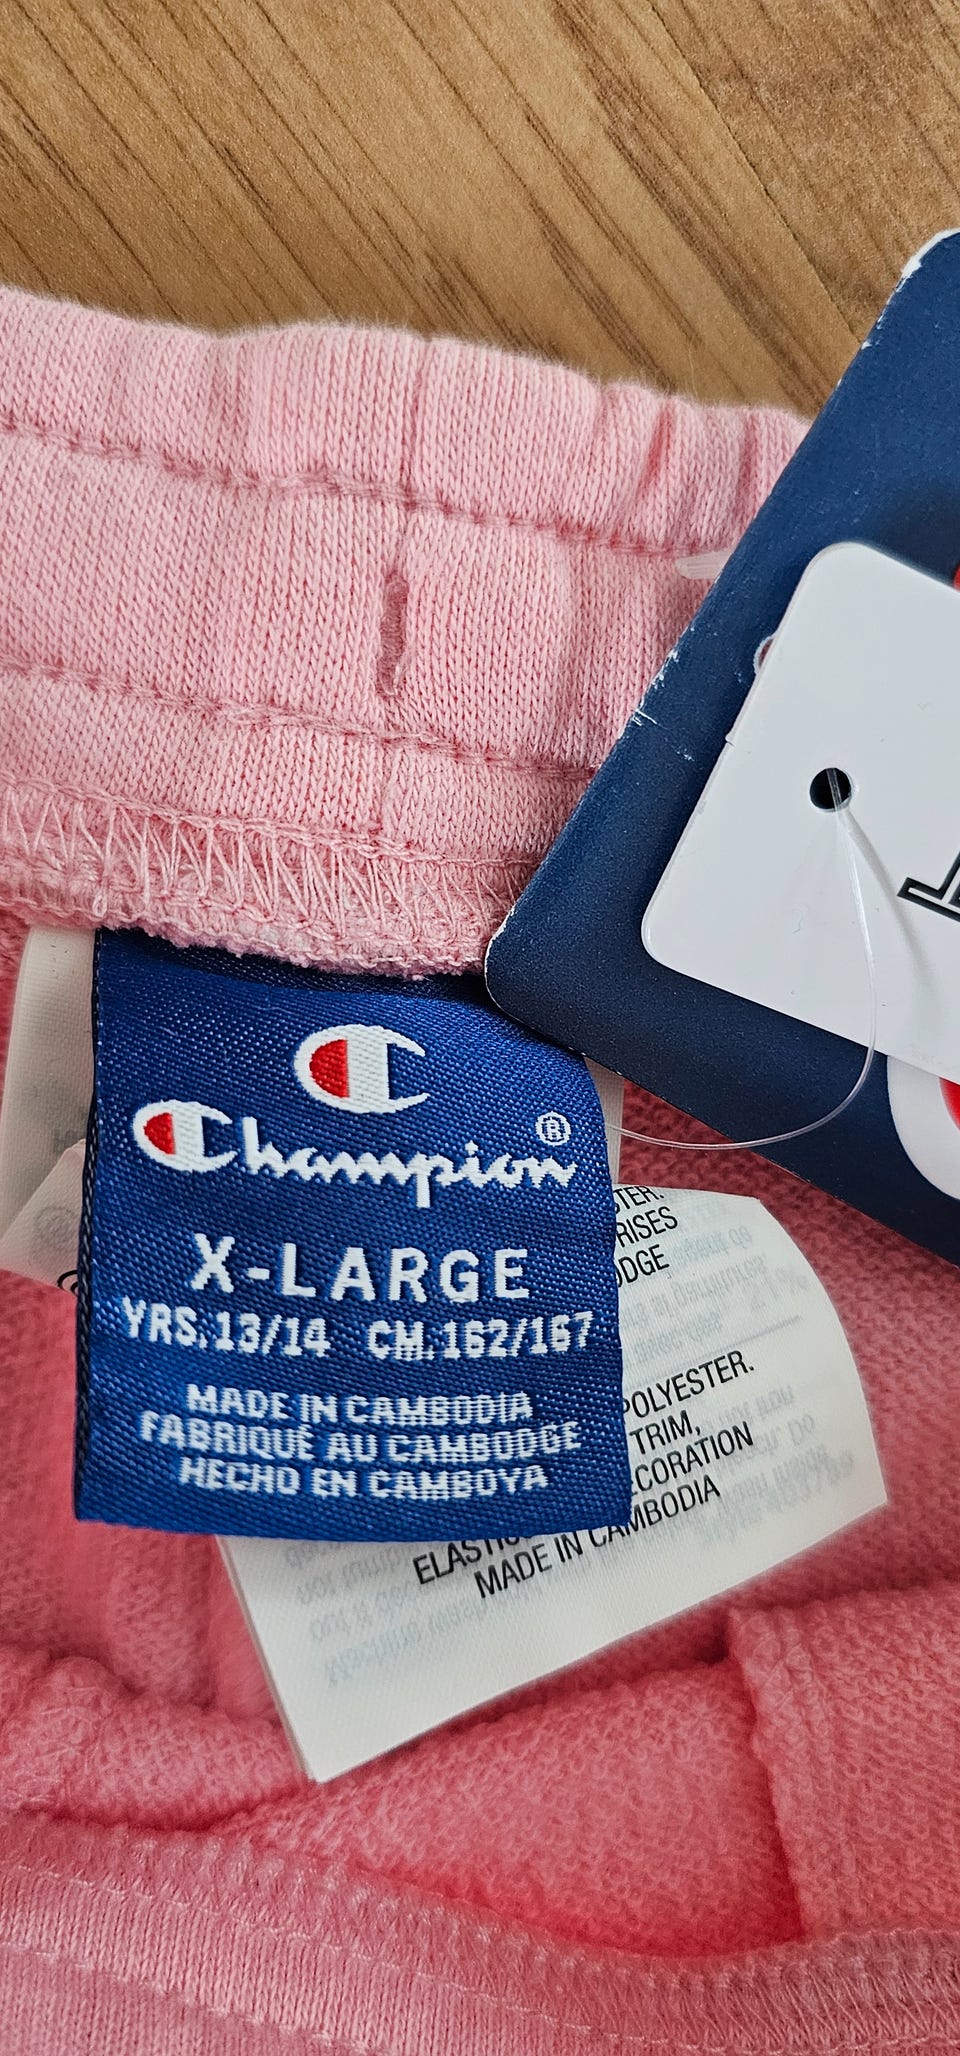 Champion®
X-LARGE
YRS. 13/14 CM. 162/167
MADE IN CAMBODIA
FABRIQUÉ AU CAMBODGE
HECHO EN CAMBOYA
POLYESTER.
TRIM,
MADE IN CAMBODIA